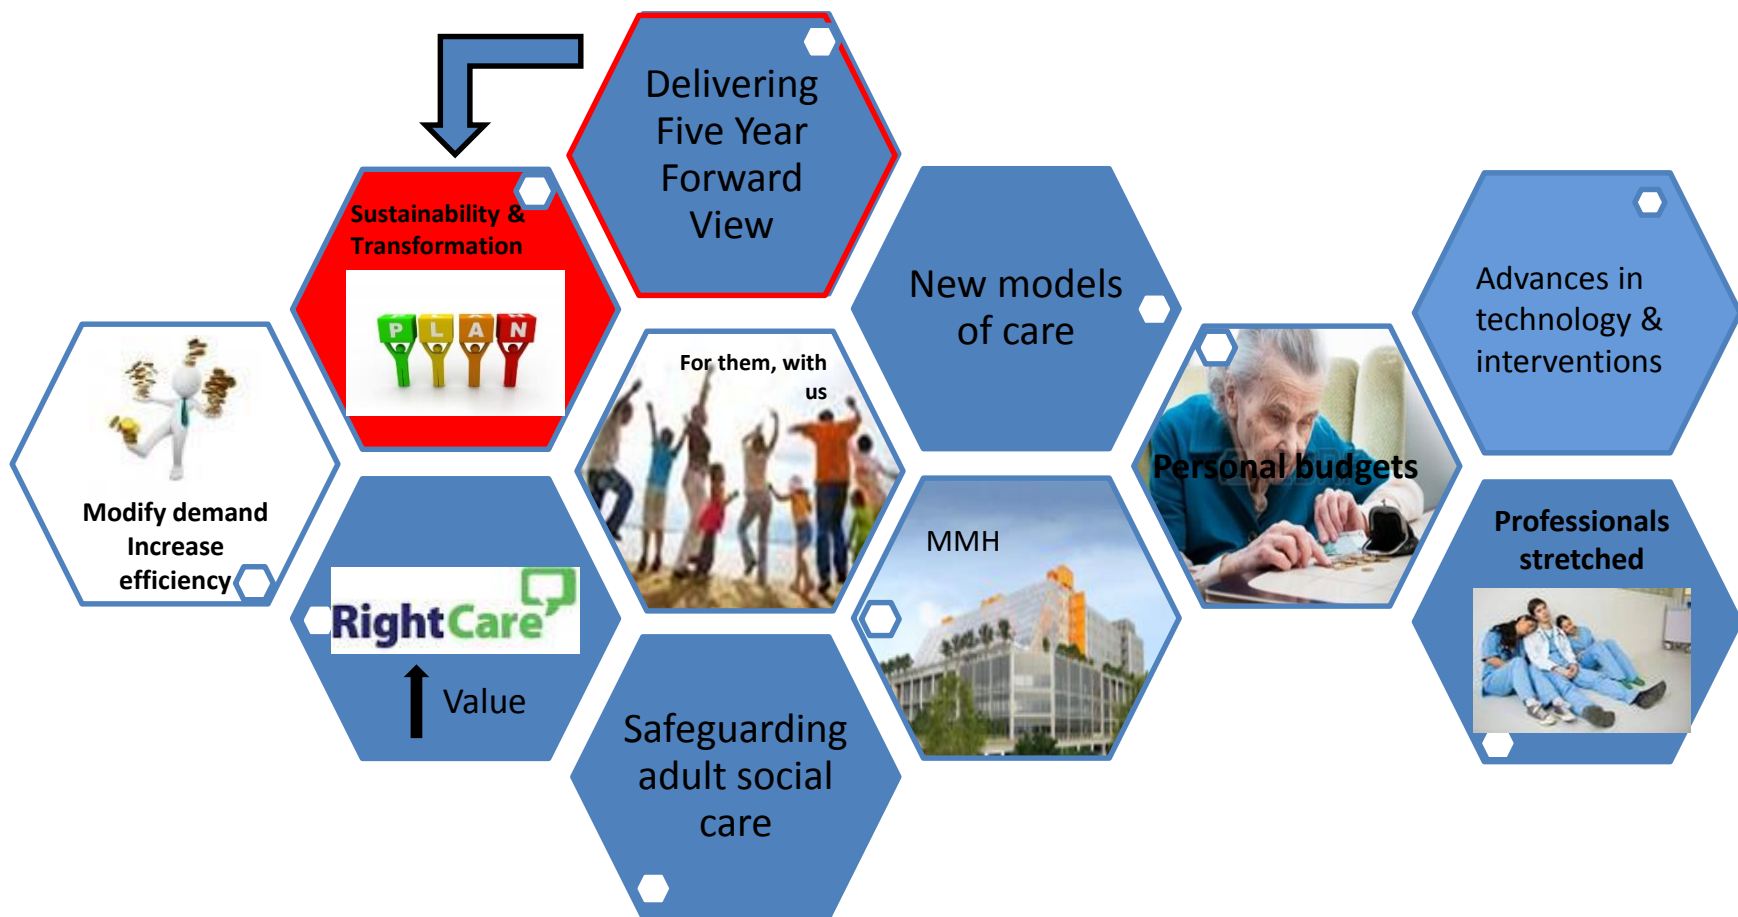 Delivering
Five Year
Forward
View
Sustainability &
Transformation
P L A N
New models
of care
Advances in
technology &
interventions
For them, with
us
Personal budgets
Modify demand
Increase
efficiency
MMH
Professionals
stretched
RightCare
Value
Safeguarding
adult social
care